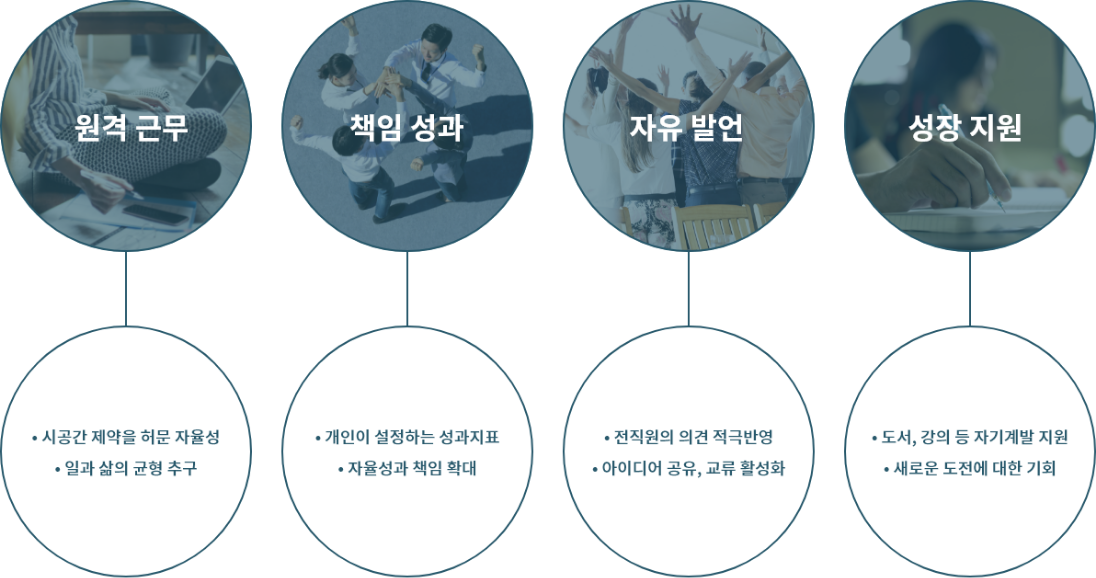 원격 근무
책임 성과
자유 발언
성장 지원
• 시공간 제약을 허문 자율성
• 일과 삶의 균형 추구
• 개인이 설정하는 성과지표
• 자율성과 책임 확대
• 전직원의 의견 적극반영
• 아이디어 공유, 교류 활성화
• 도서, 강의 등 자기계발 지원
• 새로운 도전에 대한 기회